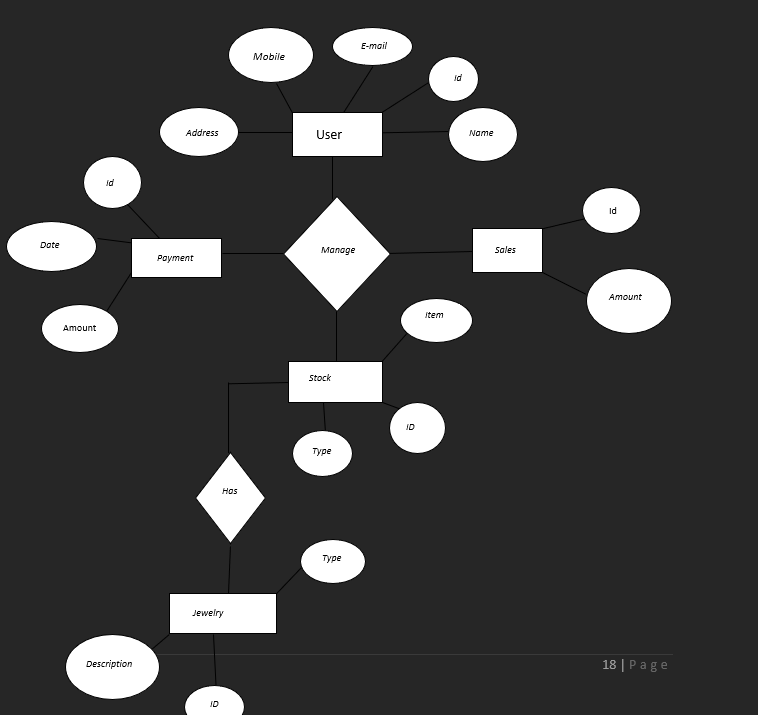 Mobile
E-mail
Id
Address
User
Name
Id
Id
Date
Manage
Sales
Payment
Amount
Item
Amount
Stock
ID
Type
Has
Type
Jewelry
Description
18 | Page
ID